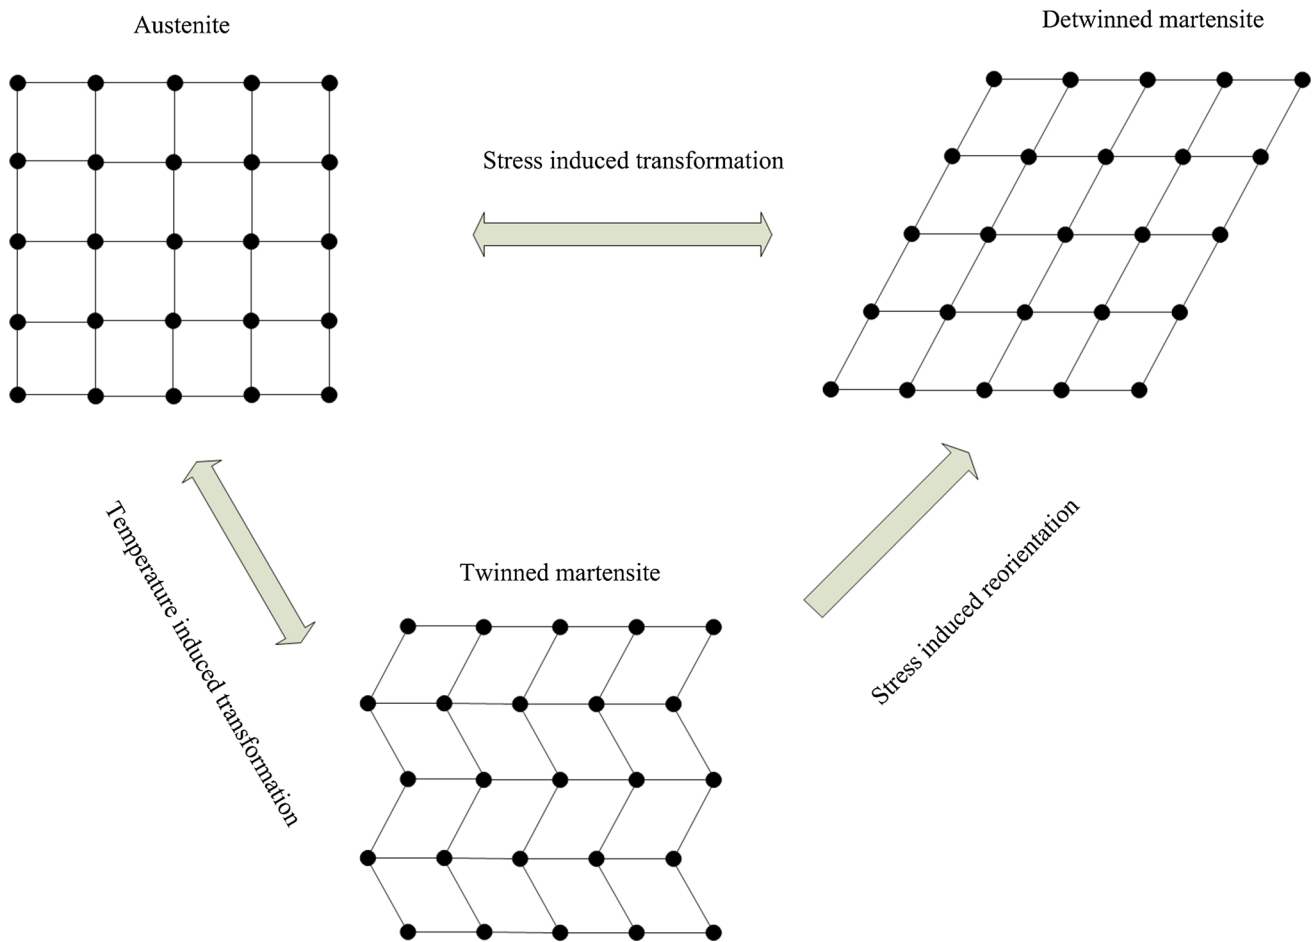 Austenite
Detwinned martensite
Stress induced transformation
Temperature induced transformation
Twinned martensite
Stress induced reorientation